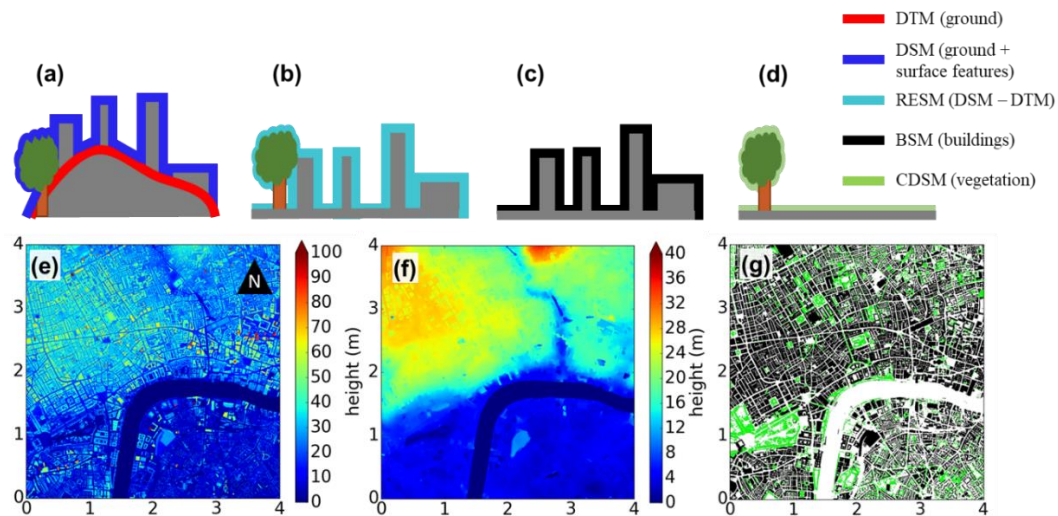 (a)
(b)
(c)
(d)
DTM (ground)
DSM (ground +
surface features)
RESM (DSM – DTM)
BSM (buildings)
CDSM (vegetation)
(e)
N
4
3
2
1
0
0 1 2 3 4
100
90
80
70
60
50
40
30
20
10
0
height (m)
(f)
4
3
2
1
0
0 1 2 3 4
40
36
32
28
24
20
16
12
8
4
0
height (m)
(g)
4
3
2
1
0
0 1 2 3 4